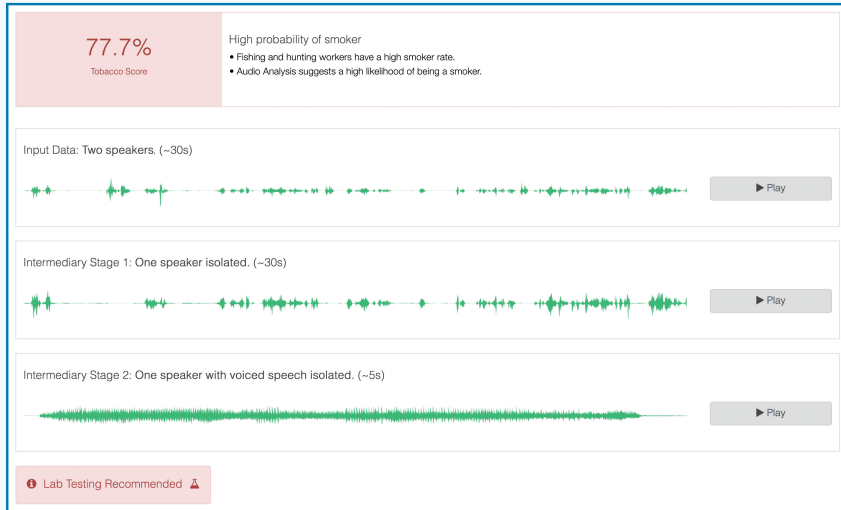 77.7%
Tobacco Score
High probability of smoker
• Fishing and hunting workers have a high smoker rate.
• Audio Analysis suggests a high likelihood of being a smoker.
Input Data: Two speakers. (~30s)
Play
Intermediary Stage 1: One speaker isolated. (~30s)
Play
Intermediary Stage 2: One speaker with voiced speech isolated. (~5s)
Play
Lab Testing Recommended